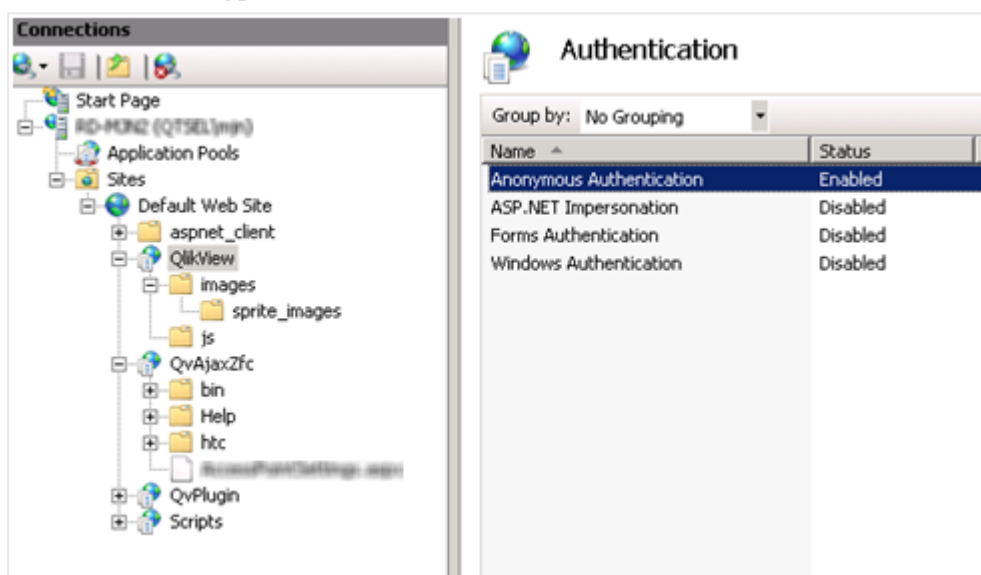 Connections
Start Page
Application Pools
Sites
Default Web Site
aspnet_client
QlikView
images
sprite_images
js
QvAjaxZfc
bin
Help
htc
QvPlugin
Scripts
Authentication
Group by: No Grouping
Name Status
Anonymous Authentication Enabled
ASP.NET Impersonation Disabled
Forms Authentication Disabled
Windows Authentication Disabled